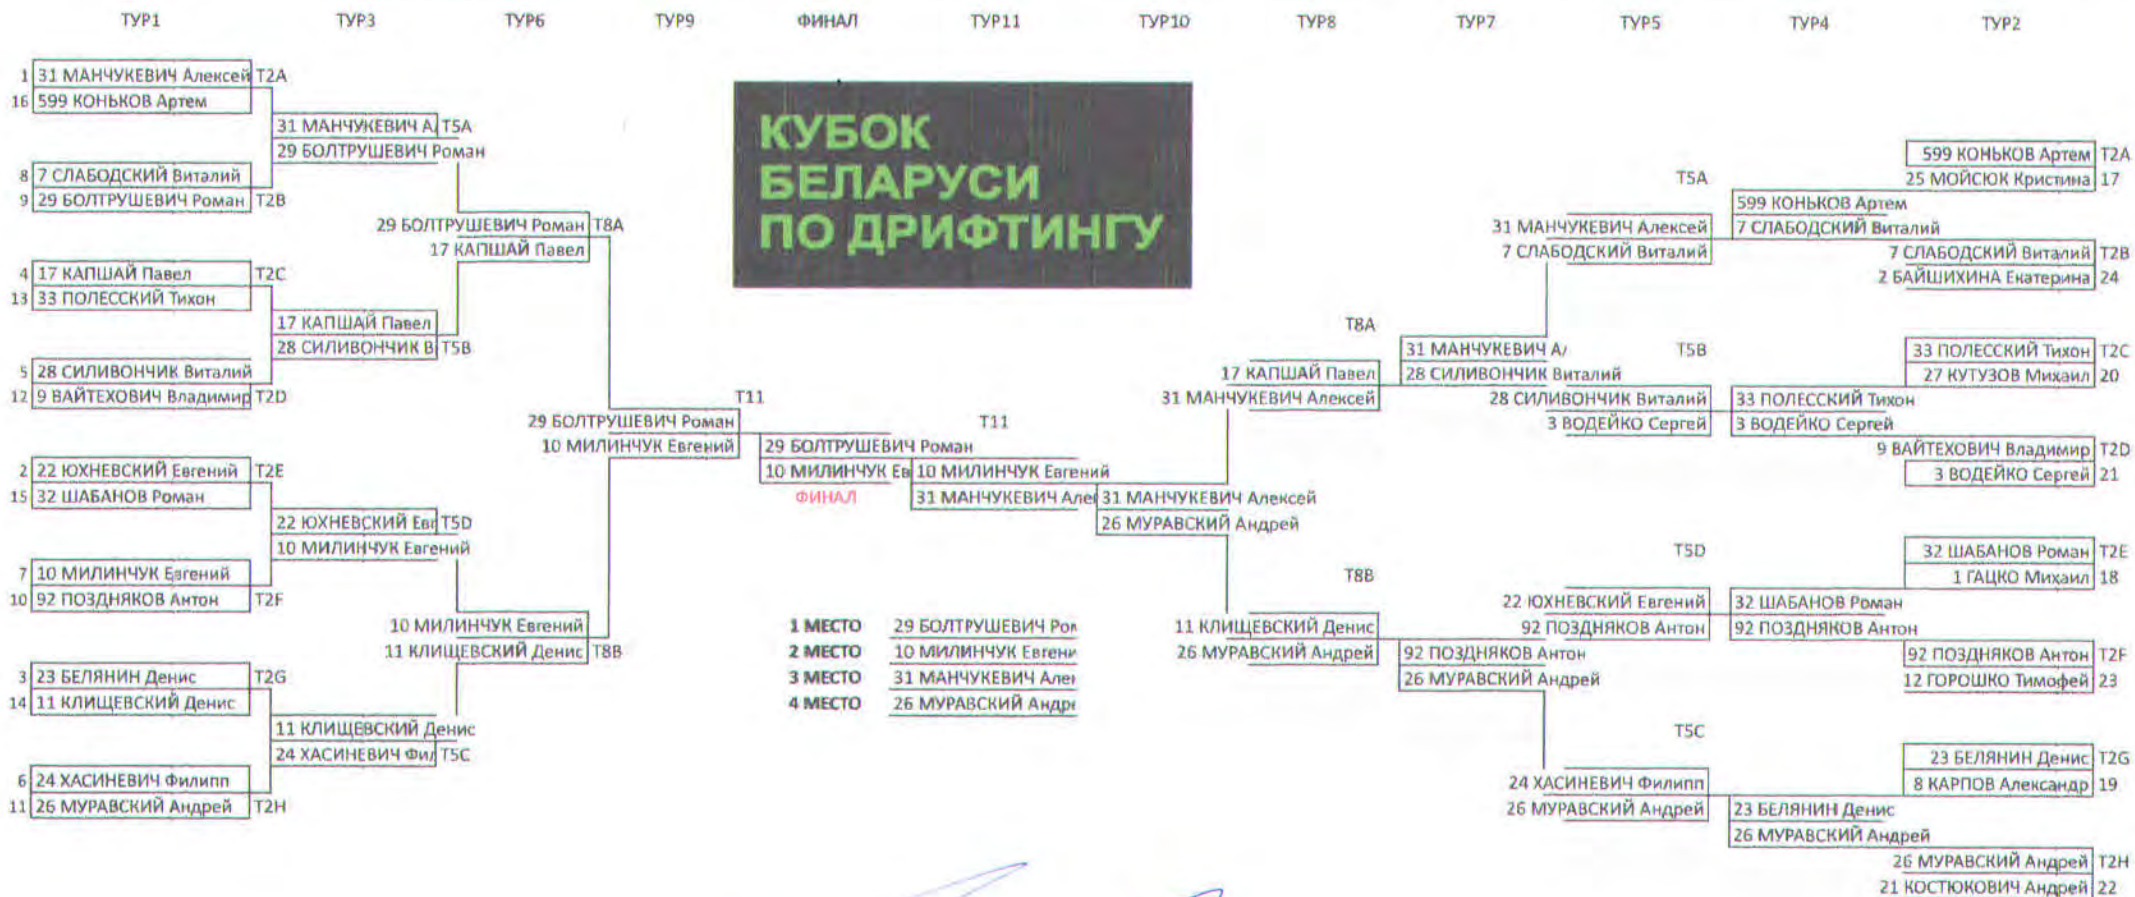 ТУР1 ТУР3 ТУР6 ТУР9 ФИНАЛ ТУР11 ТУР10 ТУР8 ТУР7 ТУР5 ТУР4 ТУР2
1 31 МАНЧУКЕВИЧ Алексей T2A
16 599 КОНЬКОВ Артем
8 7 СЛАБОДСКИЙ Виталий
9 29 БОЛТРУШЕВИЧ Роман T2B
4 17 КАПШАЙ Павел T2C
13 33 ПОЛЕССКИЙ Тихон
5 28 СИЛИВОНЧИК Виталий
12 9 ВАЙТЕХОВИЧ Владимир T2D
2 22 ЮХНЕВСКИЙ Евгений T2E
15 32 ШАБАНОВ Роман
7 10 МИЛИНЧУК Евгений
10 92 ПОЗДНЯКОВ Антон T2F
3 23 БЕЛЯНИН Денис T2G
14 11 КЛИЩЕВСКИЙ Денис
6 24 ХАСИНЕВИЧ Филипп
11 26 МУРАВСКИЙ Андрей T2H
31 МАНЧУКЕВИЧ А T5A
29 БОЛТРУШЕВИЧ Роман
17 КАПШАЙ Павел
28 СИЛИВОНЧИК В T5B
22 ЮХНЕВСКИЙ Евг T5D
10 МИЛИНЧУК Евгений
11 КЛИЩЕВСКИЙ Денис
24 ХАСИНЕВИЧ Фил T5C
29 БОЛТРУШЕВИЧ Роман T8A
17 КАПШАЙ Павел
10 МИЛИНЧУК Евгений
11 КЛИЩЕВСКИЙ Денис T8B
T11
29 БОЛТРУШЕВИЧ Роман
10 МИЛИНЧУК Евгений
КУБОК
БЕЛАРУСИ
ПО ДРИФТИНГУ
29 БОЛТРУШЕВИЧ Роман
10 МИЛИНЧУК Ев
ФИНАЛ
1 МЕСТО 29 БОЛТРУШЕВИЧ Ром
2 МЕСТО 10 МИЛИНЧУК Евгени
3 МЕСТО 31 МАНЧУКЕВИЧ Алек
4 МЕСТО 26 МУРАВСКИЙ Андре
T11
10 МИЛИНЧУК Евгений
31 МАНЧУКЕВИЧ Алек
31 МАНЧУКЕВИЧ Алексей
26 МУРАВСКИЙ Андрей
T8A
17 КАПШАЙ Павел
31 МАНЧУКЕВИЧ Алексей
T8B
11 КЛИЩЕВСКИЙ Денис
26 МУРАВСКИЙ Андрей
31 МАНЧУКЕВИЧ А
28 СИЛИВОНЧИК Виталий
92 ПОЗДНЯКОВ Антон
26 МУРАВСКИЙ Андрей
T5A
31 МАНЧУКЕВИЧ Алексей
7 СЛАБОДСКИЙ Виталий
T5B
28 СИЛИВОНЧИК Виталий
3 ВОДЕЙКО Сергей
T5D
22 ЮХНЕВСКИЙ Евгений
92 ПОЗДНЯКОВ Антон
T5C
24 ХАСИНЕВИЧ Филипп
26 МУРАВСКИЙ Андрей
599 КОНЬКОВ Артем
7 СЛАБОДСКИЙ Виталий
33 ПОЛЕССКИЙ Тихон
3 ВОДЕЙКО Сергей
32 ШАБАНОВ Роман
92 ПОЗДНЯКОВ Антон
23 БЕЛЯНИН Денис
26 МУРАВСКИЙ Андрей
599 КОНЬКОВ Артем T2A
25 МОЙСЮК Кристина 17
7 СЛАБОДСКИЙ Виталий T2B
2 БАЙШИХИНА Екатерина 24
33 ПОЛЕССКИЙ Тихон T2C
27 КУТУЗОВ Михаил 20
9 ВАЙТЕХОВИЧ Владимир T2D
3 ВОДЕЙКО Сергей 21
32 ШАБАНОВ Роман T2E
1 ГАЦКО Михаил 18
92 ПОЗДНЯКОВ Антон T2F
12 ГОРОШКО Тимофей 23
23 БЕЛЯНИН Денис T2G
8 КАРПОВ Александр 19
26 МУРАВСКИЙ Андрей T2H
21 КОСТЮКОВИЧ Андрей 22